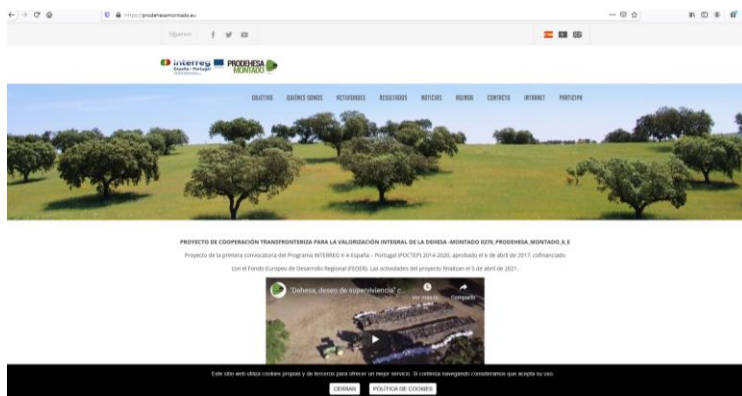 https://prodehesamontado.eu
Síguenos:
Interreg
España - Portugal
PRODEHESA
MONTADO
OBJETIVO QUIÉNES SOMOS ACTIVIDADES RESULTADOS NOTICIAS AGENDA CONTACTO INTRANET PARTICIPA
PROYECTO DE COOPERACIÓN TRANSFRONTERIZA PARA LA VALORIZACIÓN INTEGRAL DE LA DEHESA -MONTADO 0276_PRODEHESA_MONTADO_6_E
Proyecto de la primera convocatoria del Programa INTERREG V-A España – Portugal (POCTEP) 2014-2020, aprobado el 6 de abril de 2017, cofinanciado
con el Fondo Europeo de Desarrollo Regional (FEDER). Las actividades del proyecto finalizan el 5 de abril de 2021.
"Dehesa, deseo de supervivencia" c...
Ver más ta... Compartir
Este sitio web utiliza cookies propias y de terceros para ofrecer un mejor servicio. Si continúa navegando consideramos que acepta su uso.
CERRAR POLÍTICA DE COOKIES